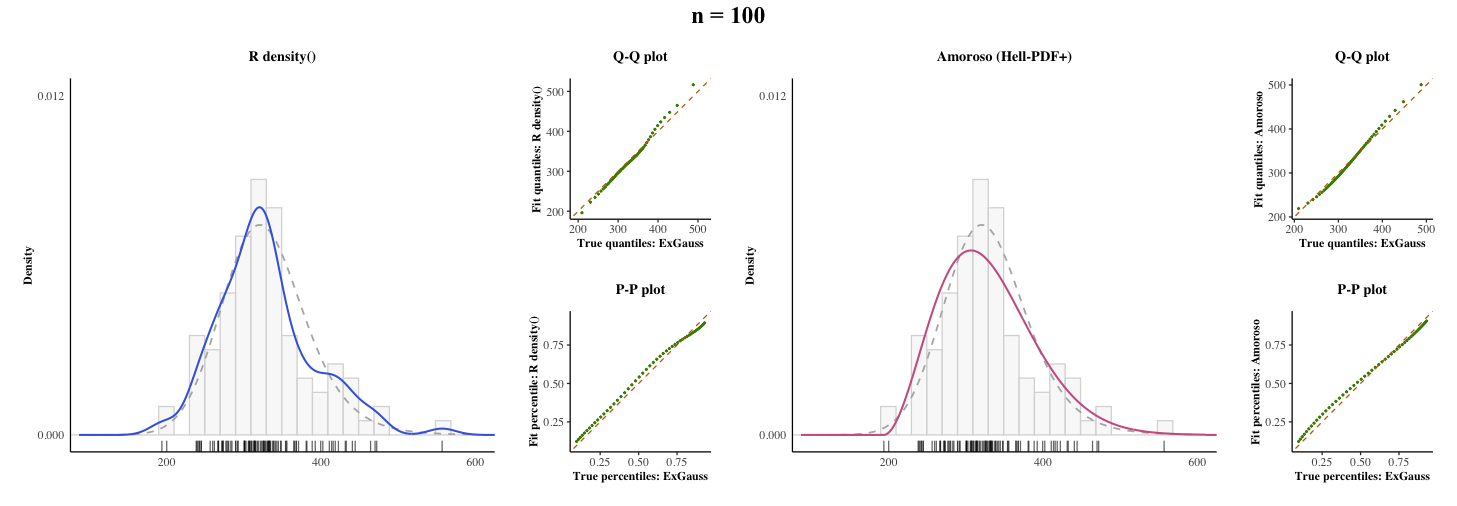 n = 100
R density()
0.012
0.000
Density
200
400
600
Q-Q plot
500
400
300
200
Fit quantiles: R density()
200
300
400
500
True quantiles: ExGauss
P-P plot
0.75
0.50
0.25
Fit percentile: R density()
0.25
0.50
0.75
True percentiles: ExGauss
Amoroso (Hell-PDF+)
0.012
0.000
Density
200
400
600
Q-Q plot
500
400
300
200
Fit quantiles: Amoroso
200
300
400
500
True quantiles: ExGauss
P-P plot
0.75
0.50
0.25
Fit percentiles: Amoroso
0.25
0.50
0.75
True percentiles: ExGauss